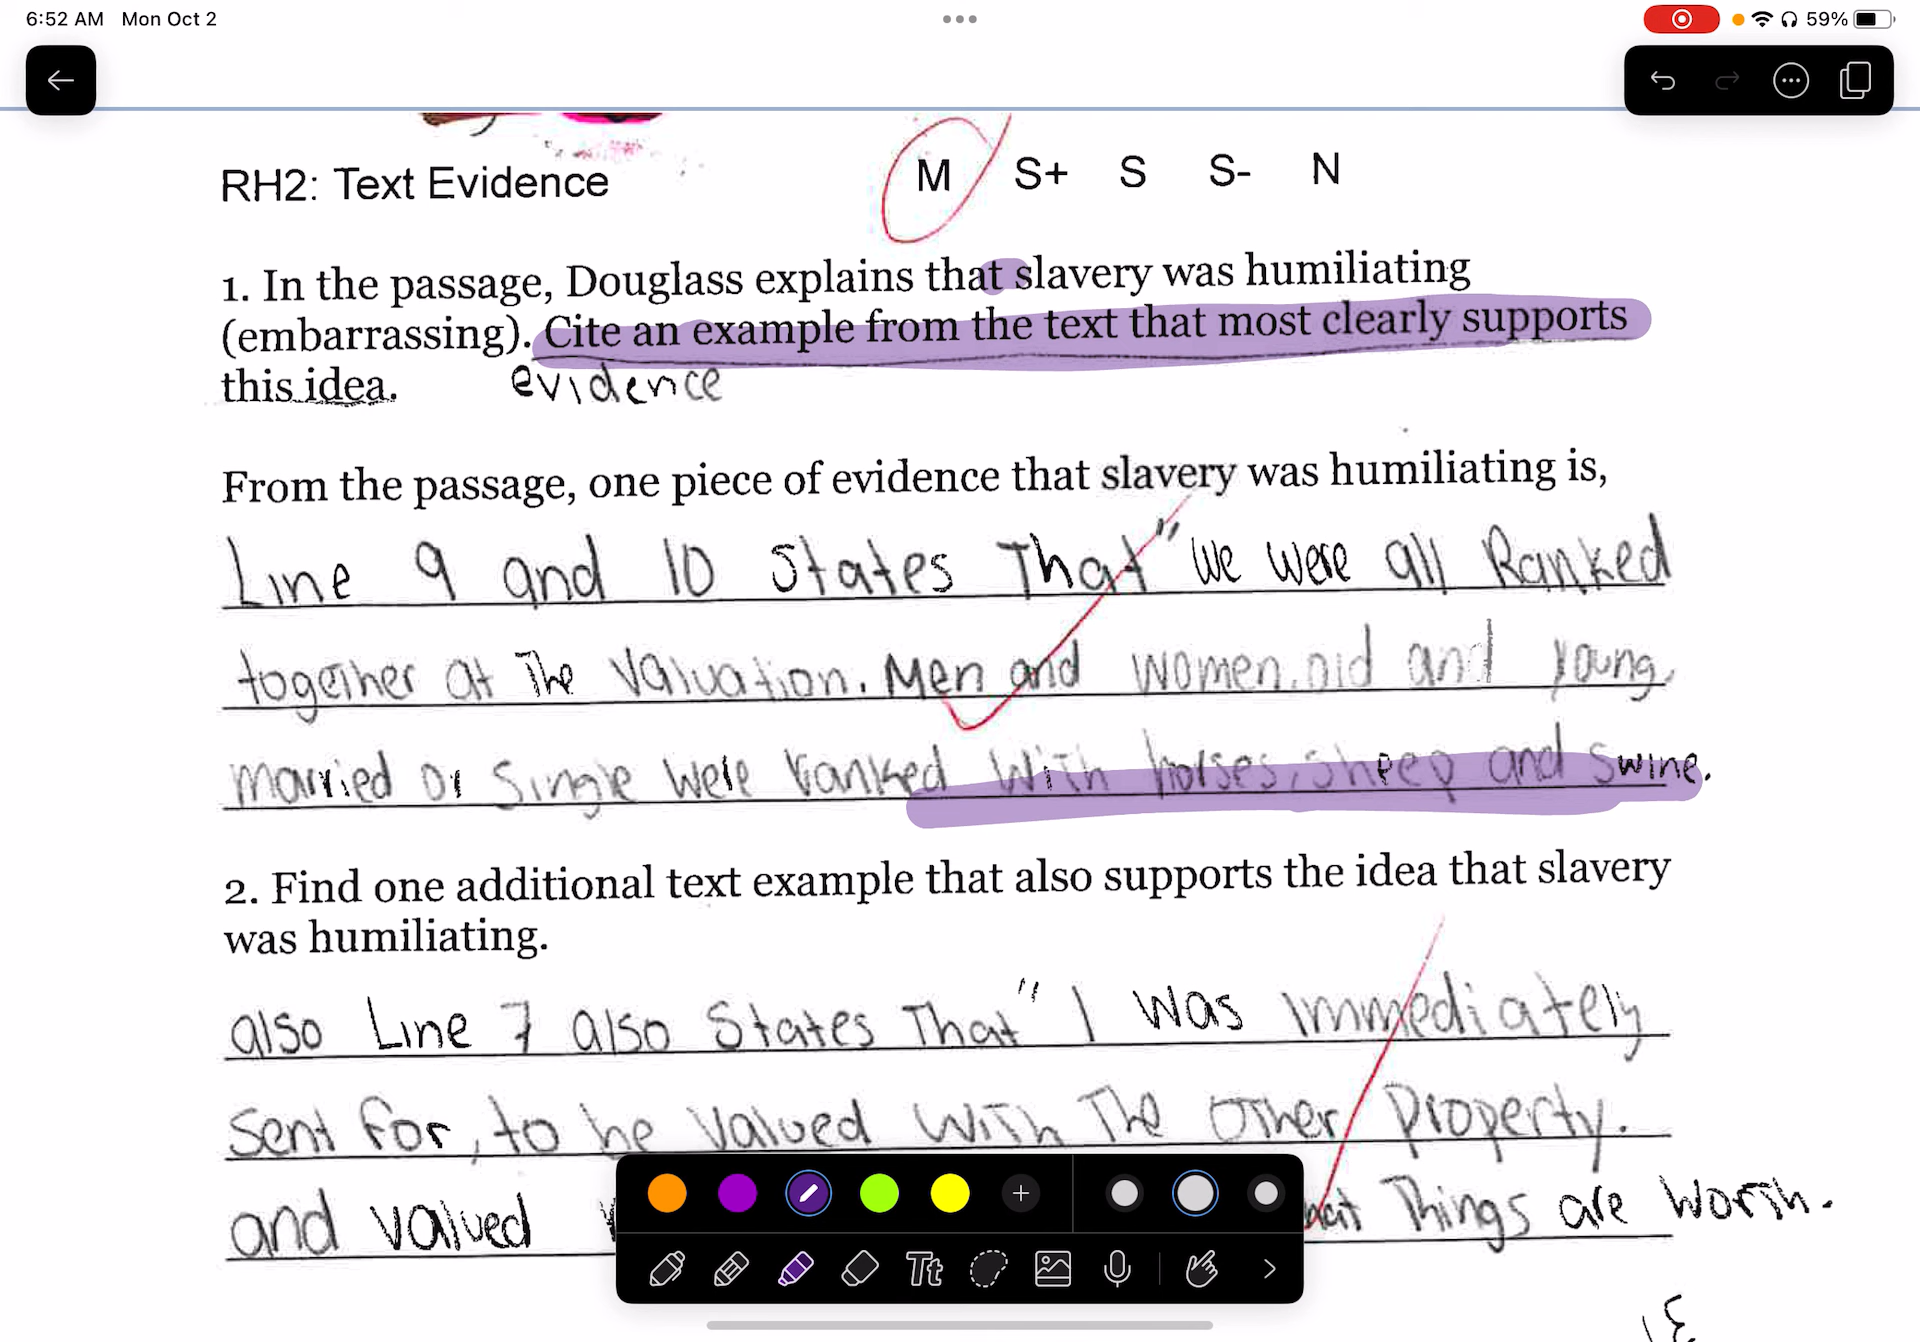 6:52 AM Mon Oct 2
59%
RH2: Text Evidence M S+ S S- N
1. In the passage, Douglass explains that slavery was humiliating
(embarrassing). Cite an example from the text that most clearly supports
this idea. evidence
From the passage, one piece of evidence that slavery was humiliating is,
Line 9 and 10 States That "We were all Ranked
together at The Valuation. Men and women, old and young,
married or Single were ranked With horses, sheep and Swine.
2. Find one additional text example that also supports the idea that slavery
was humiliating.
also Line 7 also States That " I was Immediately
Sent for, to be Valued With The Other Property.
and valued Things are Worth.
Tt